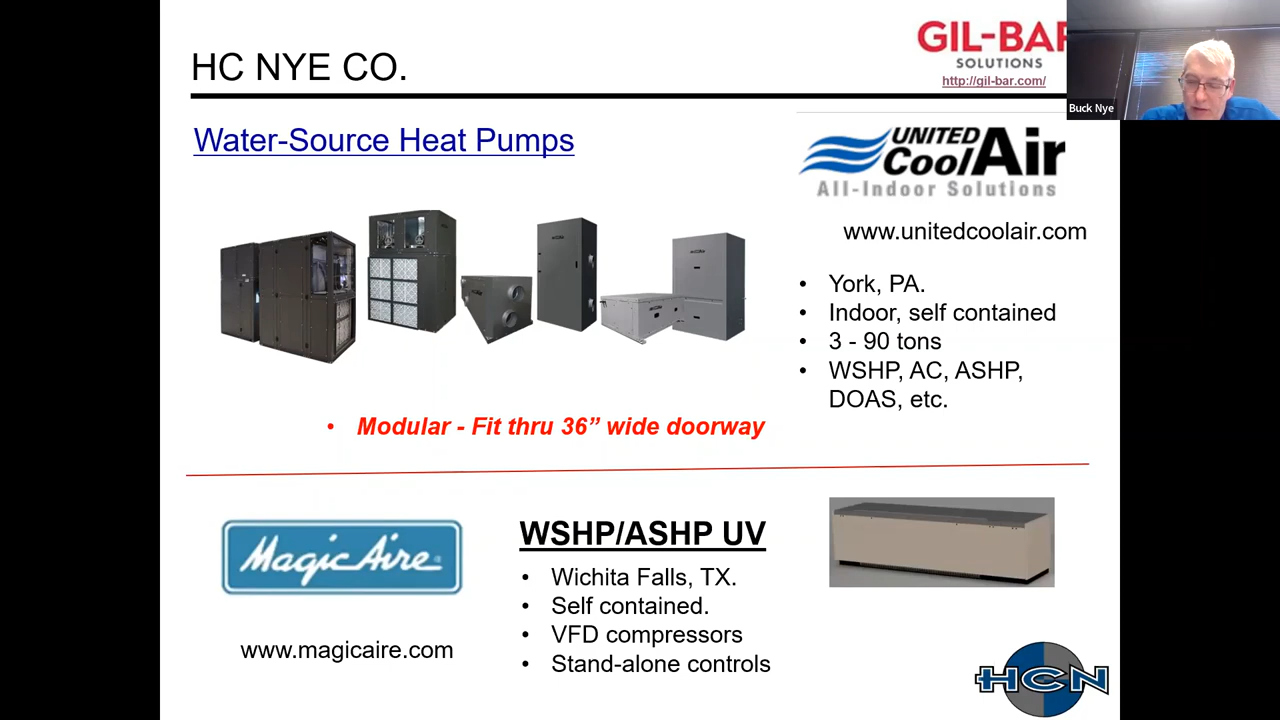 HC NYE CO.
GIL-BAR
SOLUTIONS
http://gil-bar.com/
Buck Nye
Water-Source Heat Pumps
UNITED
CoolAir
All-Indoor Solutions
www.unitedcoolair.com
• York, PA.
• Indoor, self contained
• 3 - 90 tons
• WSHP, AC, ASHP,
DOAS, etc.
• Modular - Fit thru 36” wide doorway
MagicAire
www.magicaire.com
WSHP/ASHP UV
• Wichita Falls, TX.
• Self contained.
• VFD compressors
• Stand-alone controls
HCN